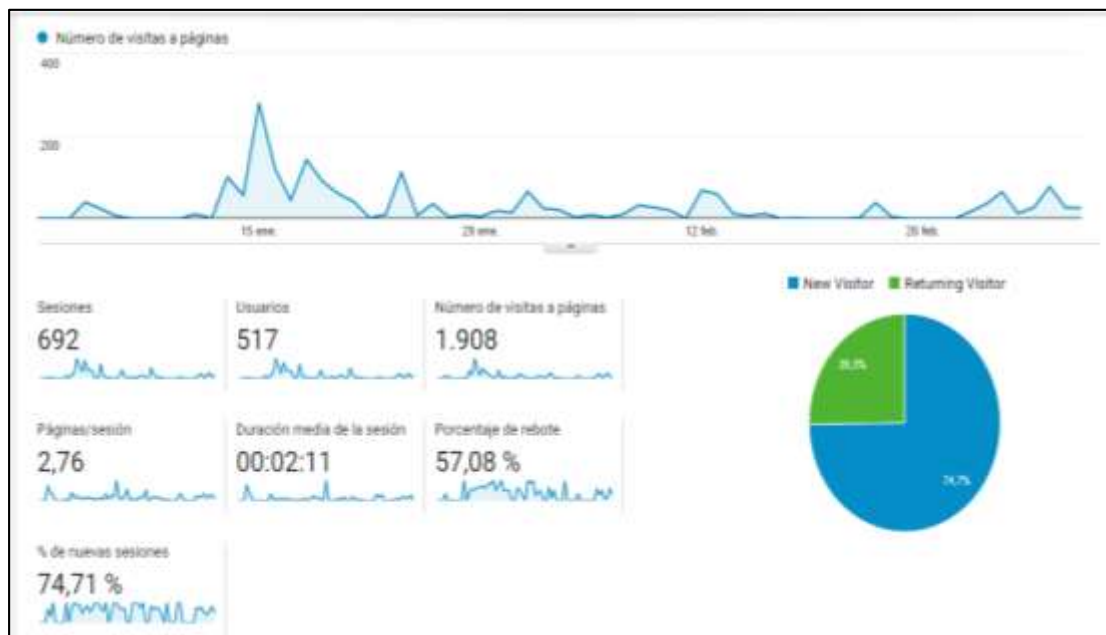 Número de visitas a páginas
400
200
15 ene.
29 ene.
12 feb.
26 feb.
New Visitor Returning Visitor
Sesiones Usuarios Número de visitas a páginas
692 517 1.908
Páginas/sesión Duración media de la sesión Porcentaje de rebote
2,76 00:02:11 57,08 %
74,7%
% de nuevas sesiones
74,71 %